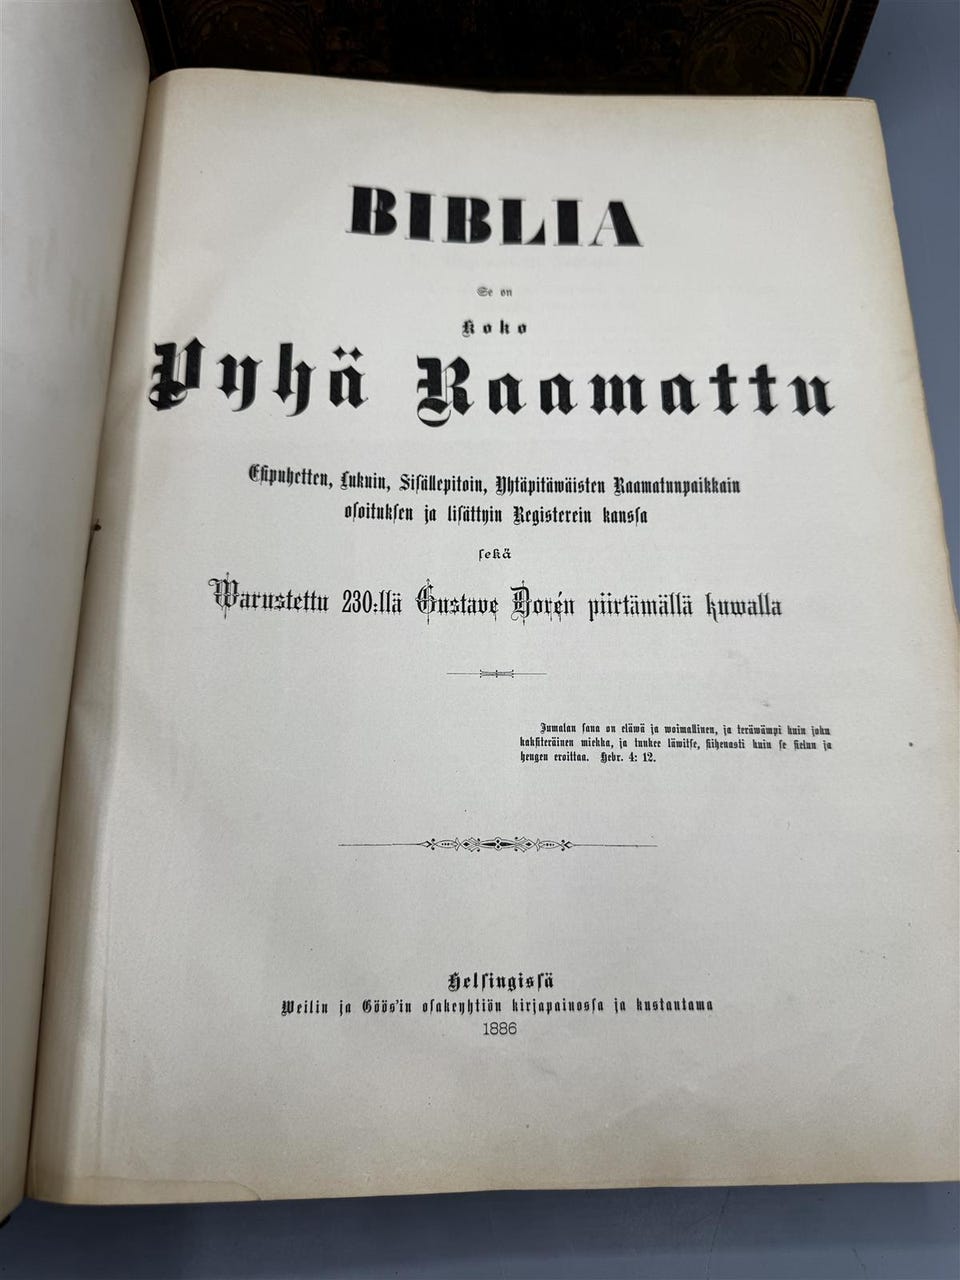 BIBLIA
Se on
Koko
Pyhä Raamattu
Esipuhetten, Lukuin, Sisällepitoin, Yhtäpitäwäisten Raamatunpaikkain
osoituksen ja lisättyin Registerein kanssa
sekä
Warustettu 230:llä Gustave Dorén piirtämällä kuwalla
Jumalan sana on eläwä ja woimallinen, ja teräwämpi kuin joku
kaksiteräinen miekka, ja tunkee läwitse, siihenasti kuin se sielun ja
hengen eroittaa. Hebr. 4: 12.
Helsingissä
Weilin ja Göös'in osakeyhtiön kirjapainossa ja kustantama
1886